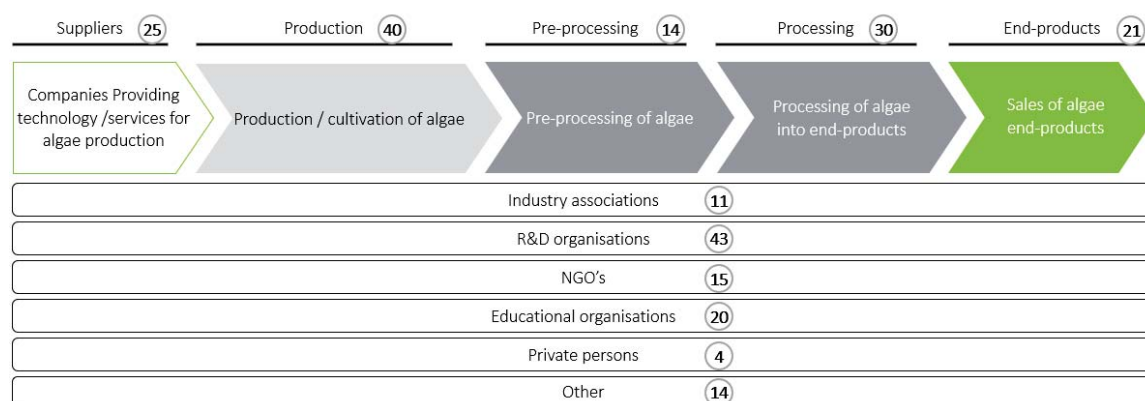 Suppliers 25
Production 40
Pre-processing 14
Processing 30
End-products 21
Companies Providing
technology /services for
algae production
Production / cultivation of algae
Pre-processing of algae
Processing of algae
into end-products
Sales of algae
end-products
Industry associations 11
R&D organisations 43
NGO's 15
Educational organisations 20
Private persons 4
Other 14